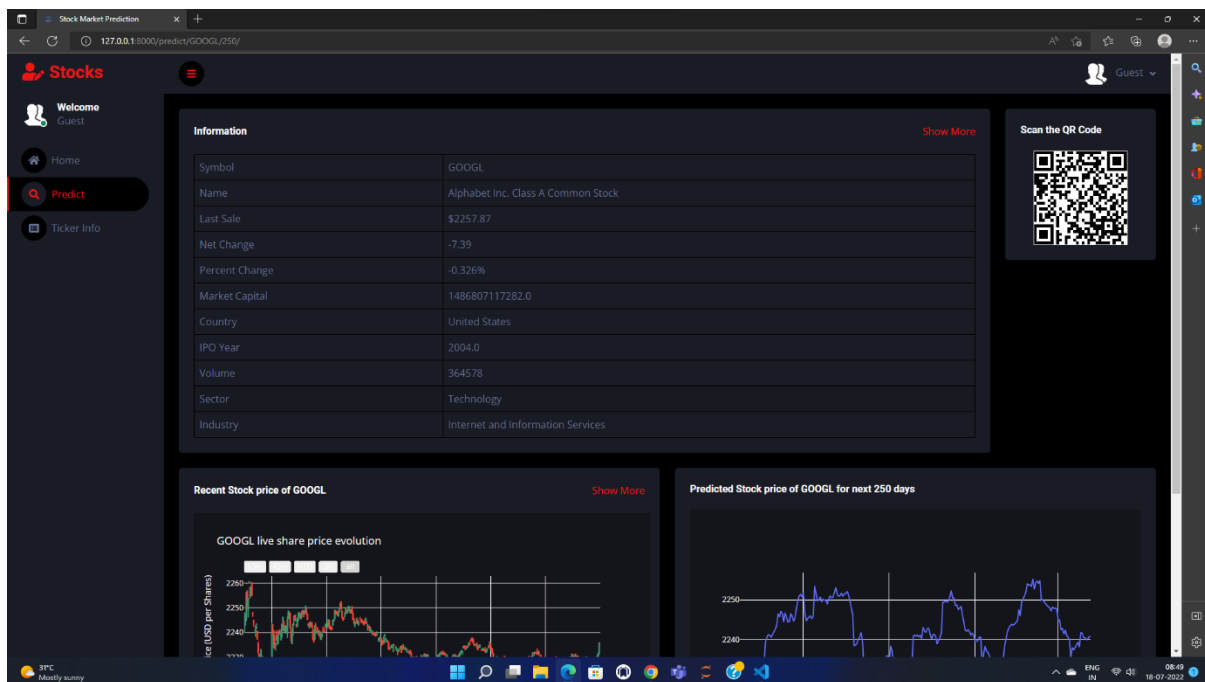 Stock Market Prediction
127.0.0.1:8000/predict/GOOGL/250/
Stocks
Guest
Welcome
Guest
Home
Predict
Ticker Info
Information
Show More
Symbol GOOGL
Name Alphabet Inc. Class A Common Stock
Last Sale $2257.87
Net Change -7.39
Percent Change -0.326%
Market Capital 1486807117282.0
Country United States
IPO Year 2004.0
Volume 364578
Sector Technology
Industry Internet and Information Services
Scan the QR Code
Recent Stock price of GOOGL
Show More
GOOGL live share price evolution
2260
2250
2240
(USD per Shares)
Predicted Stock price of GOOGL for next 250 days
2250
2240
31°C
Mostly sunny
ENG
IN
08:49
18-07-2022